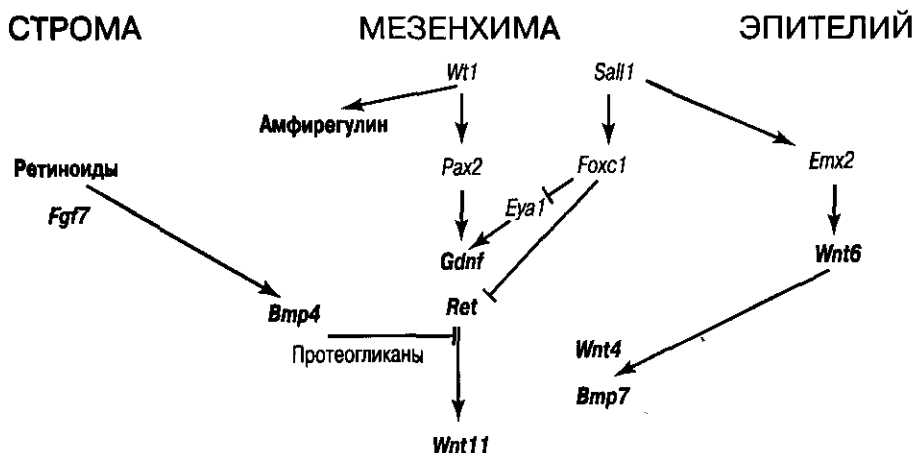 СТРОМА МЕЗЕНХИМА ЭПИТЕЛИЙ
Wt1 Sall1
Амфирегулин
Ретиноиды Pax2 Foxc1 Emx2
Fgf7 Eya1
Gdnf Wnt6
Bmp4 Ret
Протеогликаны Wnt4
Bmp7
Wnt11